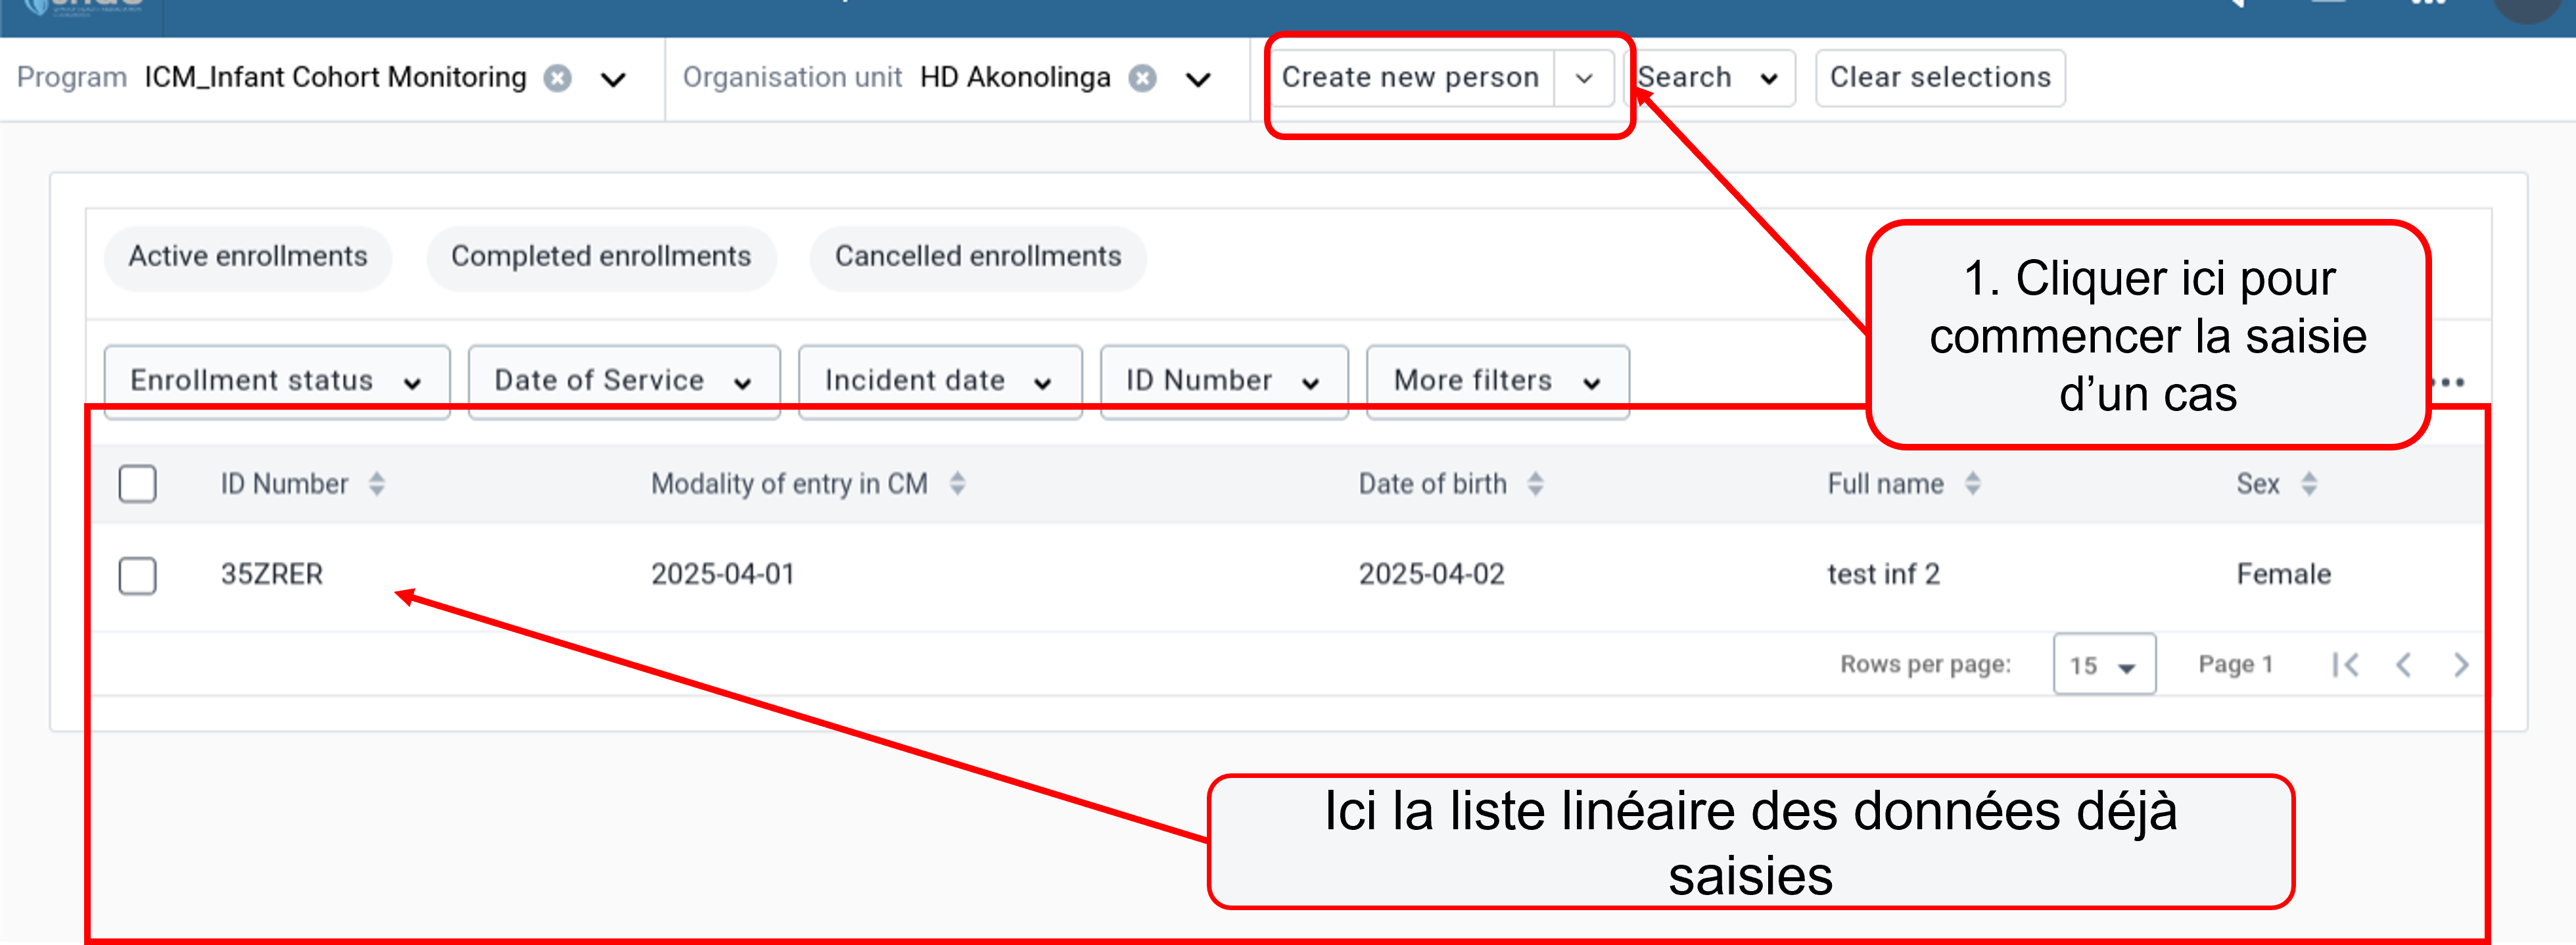 Program ICM_Infant Cohort Monitoring Organisation unit HD Akonolinga Create new person Search Clear selections
Active enrollments Completed enrollments Cancelled enrollments
1. Cliquer ici pour
commencer la saisie
d’un cas
Enrollment status Date of Service Incident date ID Number More filters
ID Number Modality of entry in CM Date of birth Full name Sex
35ZRER 2025-04-01 2025-04-02 test inf 2 Female
Rows per page: 15 Page 1
Ici la liste linéaire des données déjà
saisies